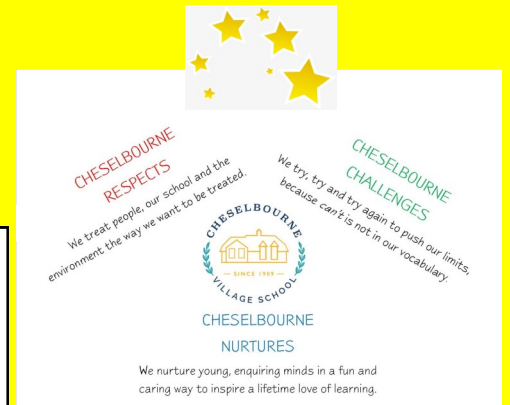 CHESELBOURNE
RESPECTS
We treat people, our school and the
environment the way we want to be treated.
CHESELBOURNE
CHALLENGES
We try, try and try again to push our limits,
because can't is not in our vocabulary.
CHESELBOURNE
SINCE 1909
VILLAGE SCHOOL
CHESELBOURNE
NURTURES
We nurture young, enquiring minds in a fun and
caring way to inspire a lifetime love of learning.